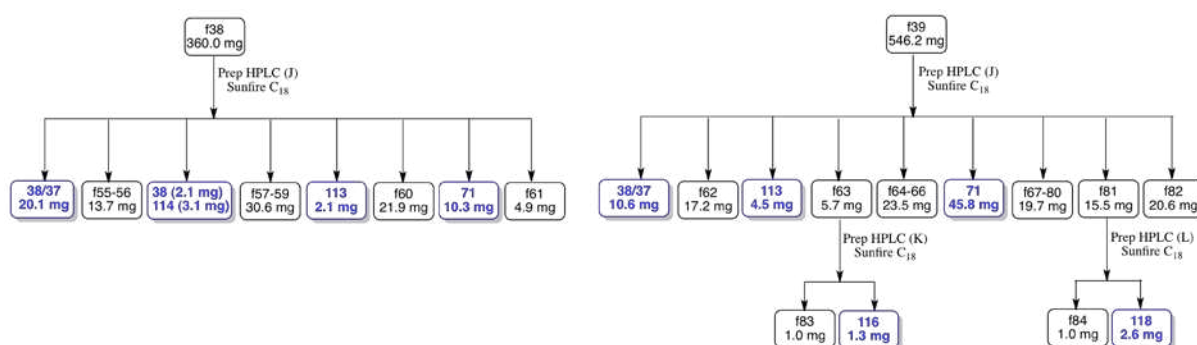 f38
360.0 mg
Prep HPLC (J)
Sunfire C18
38/37
20.1 mg
f55-56
13.7 mg
38 (2.1 mg)
114 (3.1 mg)
f57-59
30.6 mg
113
2.1 mg
f60
21.9 mg
71
10.3 mg
f61
4.9 mg
f39
546.2 mg
Prep HPLC (J)
Sunfire C18
38/37
10.6 mg
f62
17.2 mg
113
4.5 mg
f63
5.7 mg
f64-66
23.5 mg
71
45.8 mg
f67-80
19.7 mg
f81
15.5 mg
f82
20.6 mg
Prep HPLC (K)
Sunfire C18
f83
1.0 mg
116
1.3 mg
Prep HPLC (L)
Sunfire C18
f84
1.0 mg
118
2.6 mg